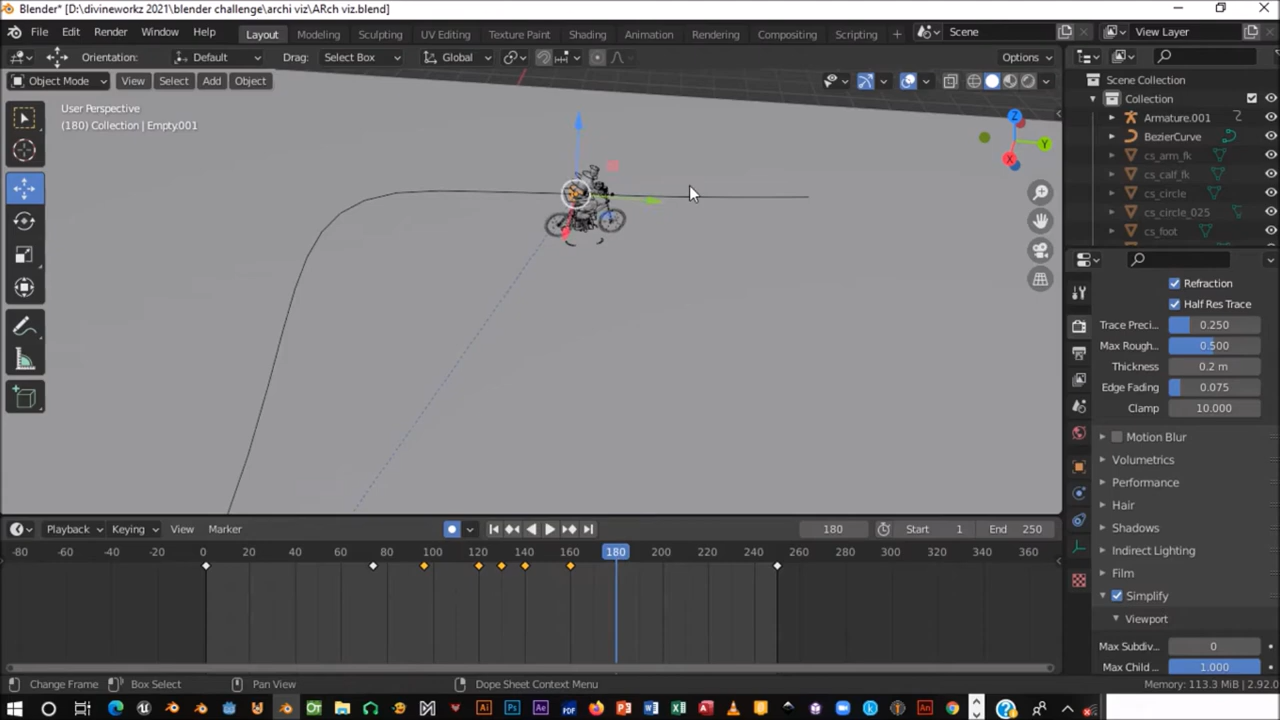 Blender* [D:\divineworkz 2021\blender challenge\archi viz\ARch viz.blend]
File Edit Render Window Help Layout Modeling Sculpting UV Editing Texture Paint Shading Animation Rendering Compositing Scripting + Scene View Layer
Orientation: Default Drag: Select Box Global Options
Object Mode View Select Add Object
Scene Collection
Collection
User Perspective
(180) Collection | Empty.001
Armature.001
BezierCurve
cs_arm_fk
cs_calf_fk
cs_circle
cs_circle_025
cs_foot
Z
Y
X
Refraction
Half Res Trace
Trace Preci... 0.250
Max Rough... 0.500
Thickness 0.2 m
Edge Fading 0.075
Clamp 10.000
Motion Blur
Volumetrics
Performance
Hair
Shadows
Indirect Lighting
Film
Simplify
Viewport
Max Subdiv... 0
Max Child ... 1.000
Playback Keying View Marker 180 Start 1 End 250
-80 -60 -40 -20 0 20 40 60 80 100 120 140 160 180 200 220 240 260 280 300 320 340 360
Change Frame Box Select Pan View Dope Sheet Context Menu Memory: 113.3 MiB | 2.92.0